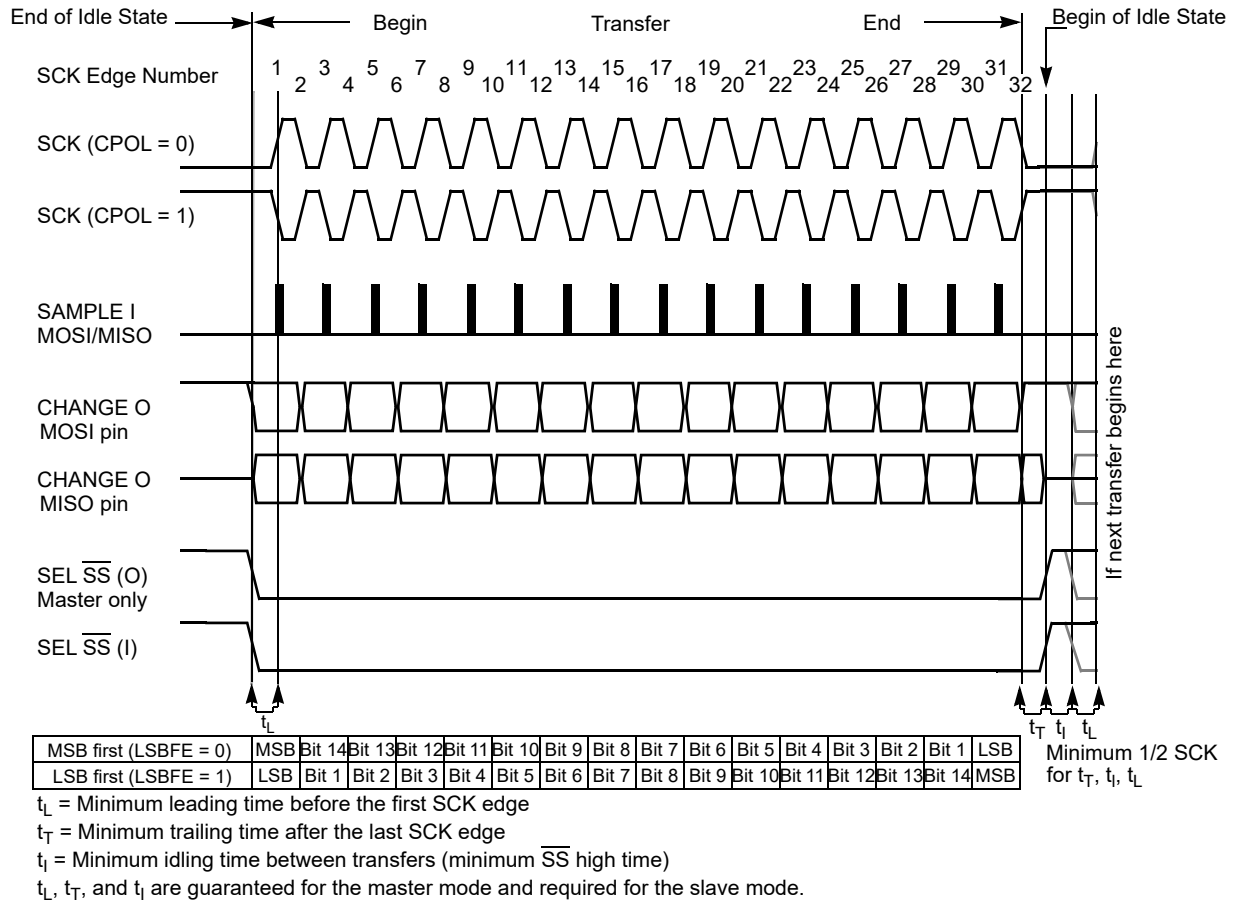 End of Idle State
Begin
Transfer
End
Begin of Idle State
SCK Edge Number
1 2 3 4 5 6 7 8 9 10 11 12 13 14 15 16 17 18 19 20 21 22 23 24 25 26 27 28 29 30 31 32
SCK (CPOL = 0)
SCK (CPOL = 1)
SAMPLE I
MOSI/MISO
CHANGE O
MOSI pin
CHANGE O
MISO pin
SEL S̅S̅ (O)
Master only
SEL S̅S̅ (I)
If next transfer begins here
tL
tT tI tL
MSB first (LSBFE = 0) MSB Bit 14 Bit 13 Bit 12 Bit 11 Bit 10 Bit 9 Bit 8 Bit 7 Bit 6 Bit 5 Bit 4 Bit 3 Bit 2 Bit 1 LSB
LSB first (LSBFE = 1) LSB Bit 1 Bit 2 Bit 3 Bit 4 Bit 5 Bit 6 Bit 7 Bit 8 Bit 9 Bit 10 Bit 11 Bit 12 Bit 13 Bit 14 MSB
Minimum 1/2 SCK
for tT, tI, tL
tL = Minimum leading time before the first SCK edge
tT = Minimum trailing time after the last SCK edge
tI = Minimum idling time between transfers (minimum S̅S̅ high time)
tL, tT, and tI are guaranteed for the master mode and required for the slave mode.